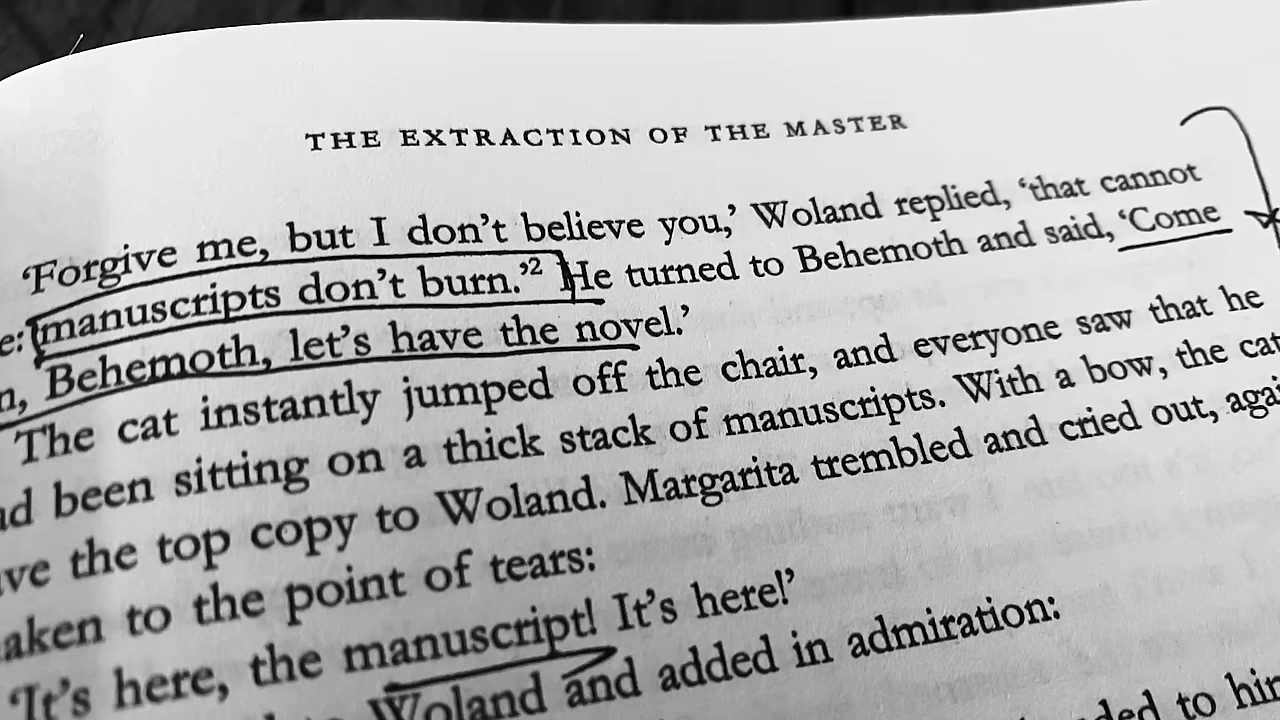 THE EXTRACTION OF THE MASTER
‘Forgive me, but I don’t believe you,’ Woland replied, ‘that cannot
e: manuscripts don’t burn.’2 He turned to Behemoth and said, ‘Come
n, Behemoth, let’s have the novel.’
The cat instantly jumped off the chair, and everyone saw that he
ad been sitting on a thick stack of manuscripts. With a bow, the cat
ve the top copy to Woland. Margarita trembled and cried out, agai
aken to the point of tears:
‘It’s here, the manuscript! It’s here!’
Woland and added in admiration:
ded to him